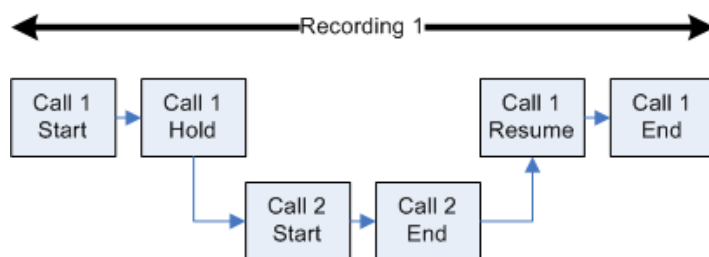 Recording 1
Call 1
Start
Call 1
Hold
Call 2
Start
Call 2
End
Call 1
Resume
Call 1
End